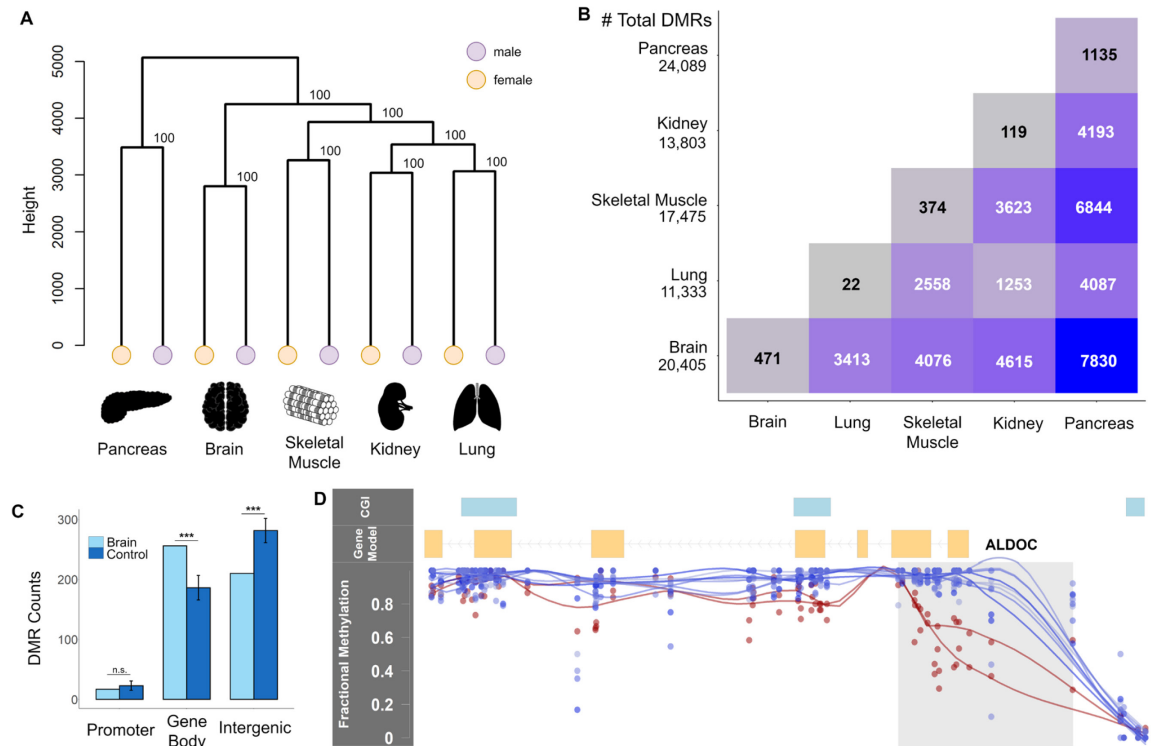 A
5000
4000
3000
2000
1000
0
Height
male
female
100
100
100
100
100
100
100
100
Pancreas
Brain
Skeletal
Muscle
Kidney
Lung
B
# Total DMRs
Pancreas
24,089
1135
Kidney
13,803
119 4193
Skeletal Muscle
17,475
374 3623 6844
Lung
11,333
22 2558 1253 4087
Brain
20,405
471 3413 4076 4615 7830
Brain Lung Skeletal Muscle Kidney Pancreas
C
DMR Counts
300
200
100
0
Brain
Control
n.s.
***
***
Promoter
Gene
Body
Intergenic
D
CGI
Gene
Model
ALDOC
Fractional Methylation
0.8
0.6
0.4
0.2
0